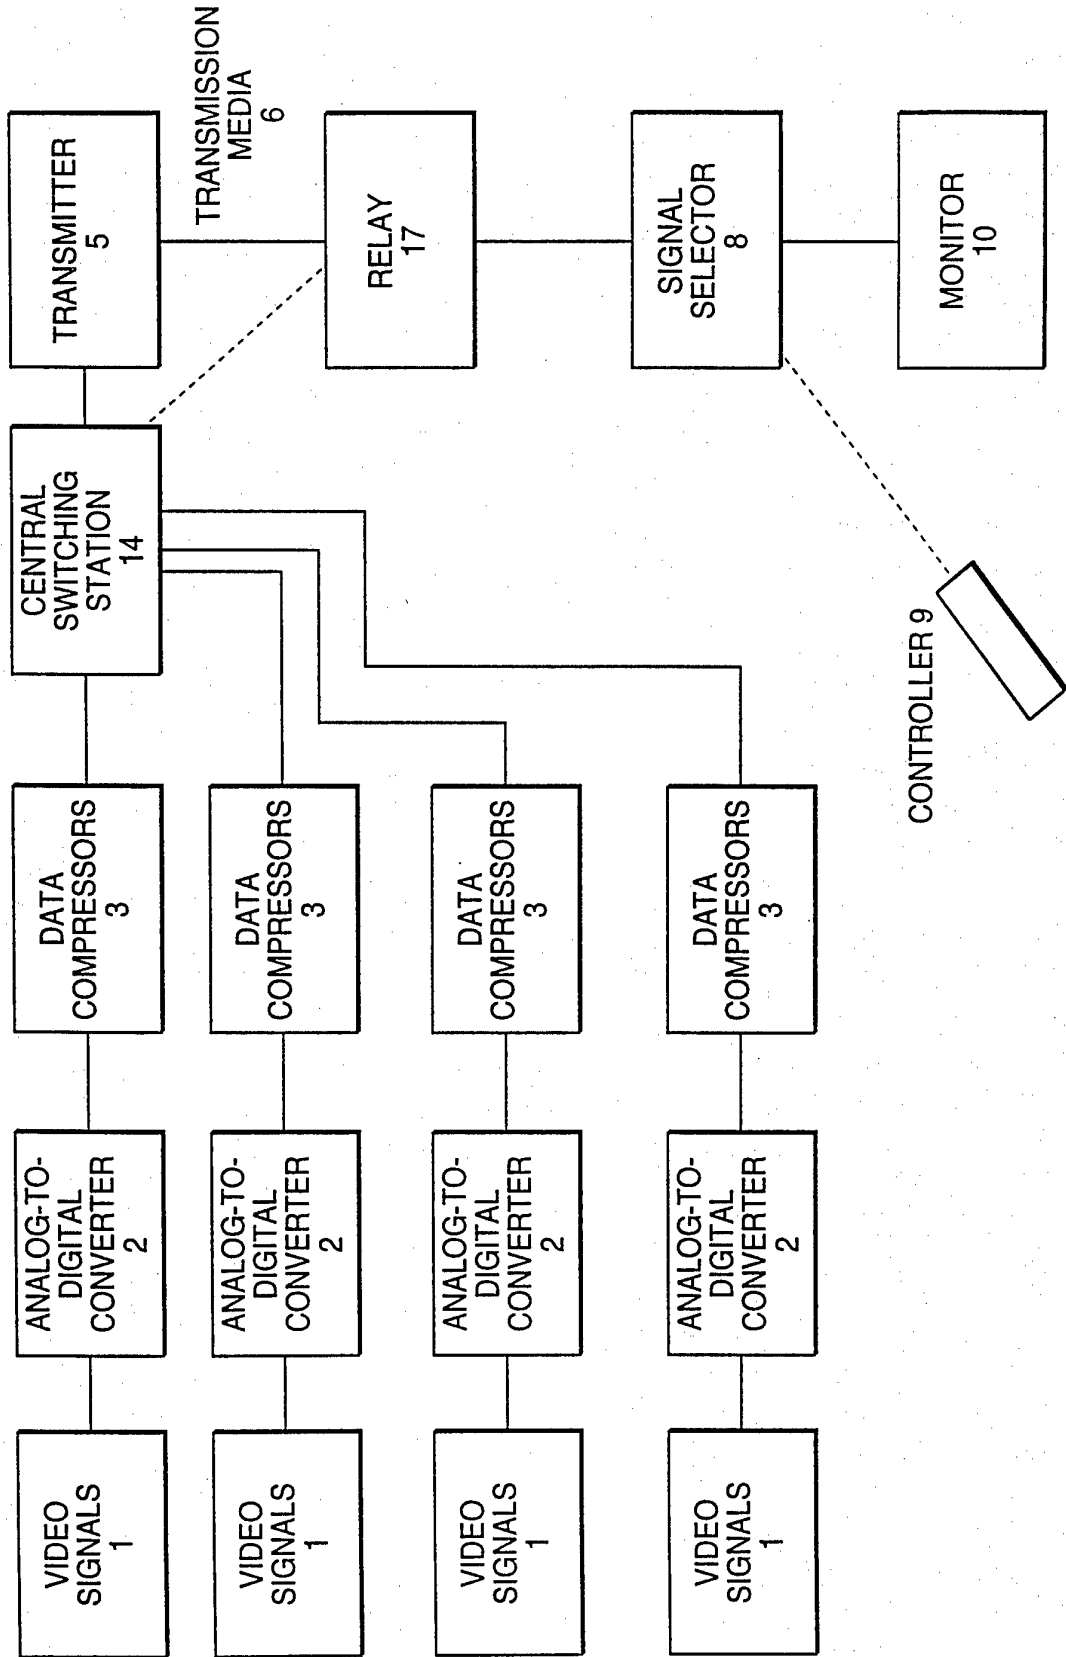 VIDEO
SIGNALS
1
ANALOG-TO-
DIGITAL
CONVERTER
2
DATA
COMPRESSORS
3
CENTRAL
SWITCHING
STATION
14
TRANSMITTER
5
VIDEO
SIGNALS
1
ANALOG-TO-
DIGITAL
CONVERTER
2
DATA
COMPRESSORS
3
TRANSMISSION
MEDIA
6
VIDEO
SIGNALS
1
ANALOG-TO-
DIGITAL
CONVERTER
2
DATA
COMPRESSORS
3
RELAY
17
VIDEO
SIGNALS
1
ANALOG-TO-
DIGITAL
CONVERTER
2
DATA
COMPRESSORS
3
SIGNAL
SELECTOR
8
CONTROLLER 9
MONITOR
10